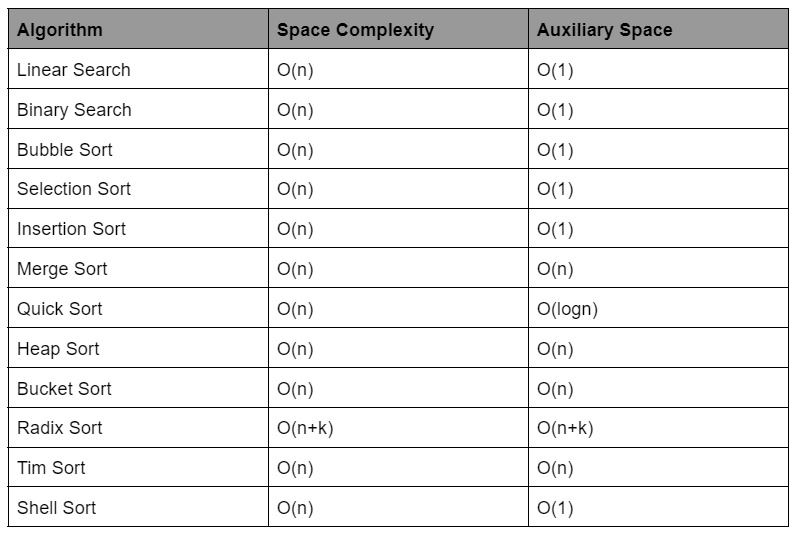 Algorithm Space Complexity Auxiliary Space
Linear Search O(n) O(1)
Binary Search O(n) O(1)
Bubble Sort O(n) O(1)
Selection Sort O(n) O(1)
Insertion Sort O(n) O(1)
Merge Sort O(n) O(n)
Quick Sort O(n) O(logn)
Heap Sort O(n) O(n)
Bucket Sort O(n) O(n)
Radix Sort O(n+k) O(n+k)
Tim Sort O(n) O(n)
Shell Sort O(n) O(1)